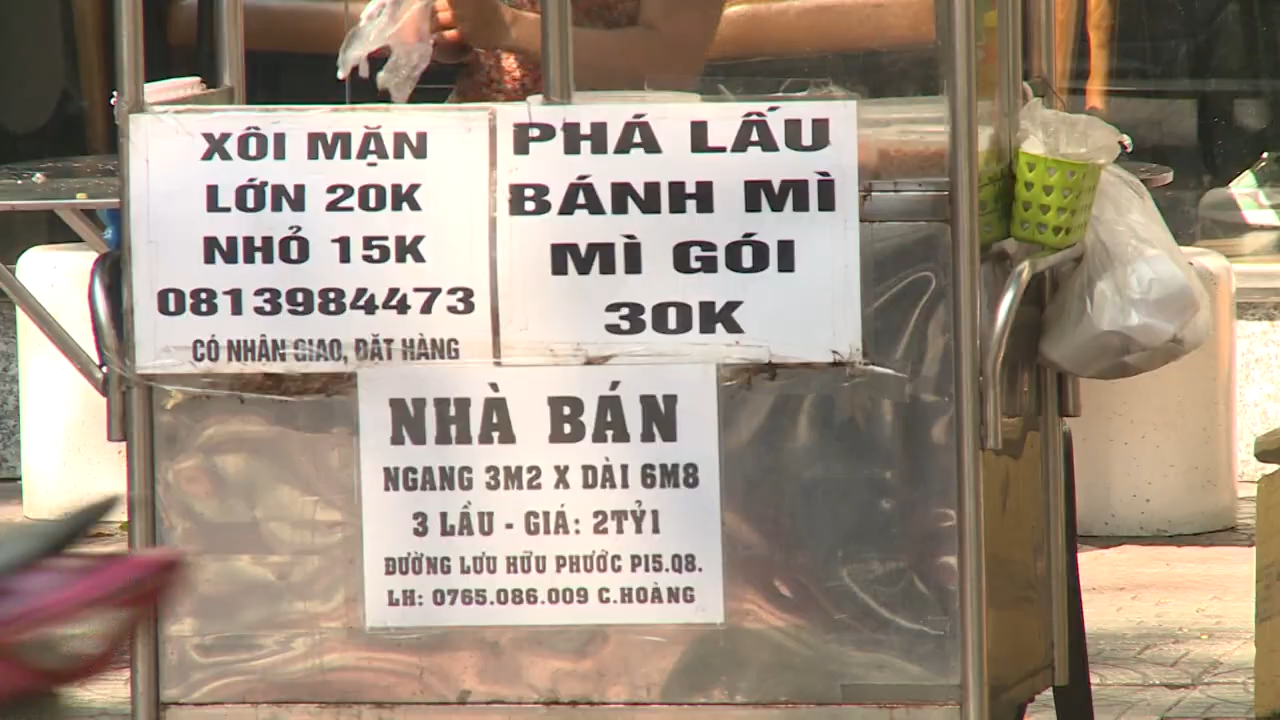 XÔI MẶN
LỚN 20K
NHỎ 15K
0813984473
CÓ NHÂN GIAO, ĐẶT HÀNG
PHÁ LẤU
BÁNH MÌ
MÌ GÓI
30K
NHÀ BÁN
NGANG 3M2 X DÀI 6M8
3 LẦU - GIÁ: 2TỶ1
ĐƯỜNG LƯU HỮU PHƯỚC P15.Q8.
LH: 0765.086.009 C.HOÀNG